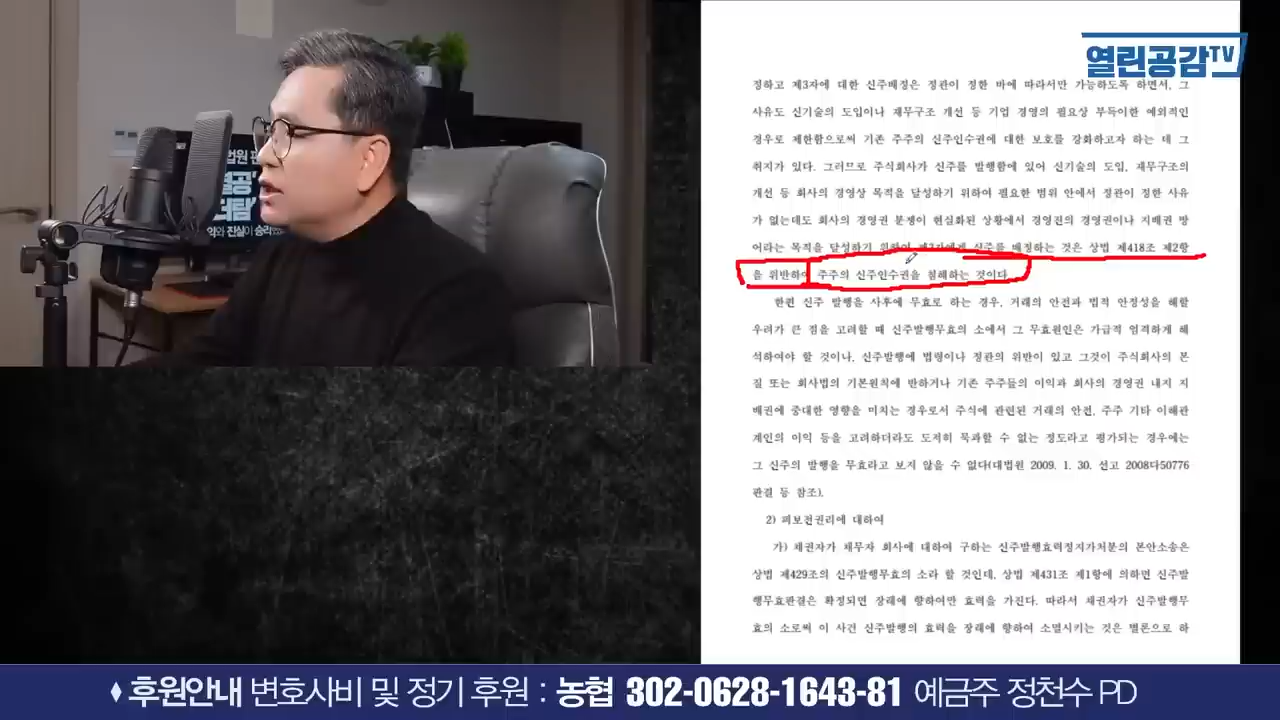 열린공감TV
정하고 제3자에 대한 신주배정은 정관이 정한 바에 따라서만 가능하도록 하면서, 그
사유도 신기술의 도입이나 재무구조 개선 등 기업 경영의 필요상 부득이한 예외적인
경우로 제한함으로써 기존 주주의 신주인수권에 대한 보호를 강화하고자 하는 데 그
취지가 있다. 그러므로 주식회사가 신주를 발행함에 있어 신기술의 도입, 재무구조의
개선 등 회사의 경영상 목적을 달성하기 위하여 필요한 범위 안에서 정관이 정한 사유
가 없는데도 회사의 경영권 분쟁이 현실화된 상황에서 경영진의 경영권이나 지배권 방
어라는 목적을 달성하기 위하여 제3자에게 신주를 배정하는 것은 상법 제418조 제2항
을 위반하여 주주의 신주인수권을 침해하는 것이다.
한편 신주 발행을 사후에 무효로 하는 경우, 거래의 안전과 법적 안정성을 해할
우려가 큰 점을 고려할 때 신주발행무효의 소에서 그 무효원인은 가급적 엄격하게 해
석하여야 할 것이나, 신주발행에 법령이나 정관의 위반이 있고 그것이 주식회사의 본
질 또는 회사법의 기본원칙에 반하거나 기존 주주들의 이익과 회사의 경영권 내지 지
배권에 중대한 영향을 미치는 경우로서 주식에 관련된 거래의 안전, 주주 기타 이해관
계인의 이익 등을 고려하더라도 도저히 묵과할 수 없는 정도라고 평가되는 경우에는
그 신주의 발행을 무효라고 보지 않을 수 없다(대법원 2009. 1. 30. 선고 2008다50776
판결 등 참조).
2) 피보전권리에 대하여
가) 채권자가 채무자 회사에 대하여 구하는 신주발행효력정지가처분의 본안소송은
상법 제429조의 신주발행무효의 소라 할 것인데, 상법 제431조 제1항에 의하면 신주발
행무효판결은 확정되면 장래에 향하여만 효력을 가진다. 따라서 채권자가 신주발행무
효의 소로써 이 사건 신주발행의 효력을 장래에 향하여 소멸시키는 것은 별론으로 하
후원안내 변호사비 및 정기 후원 : 농협 302-0628-1643-81 예금주 정천수 PD